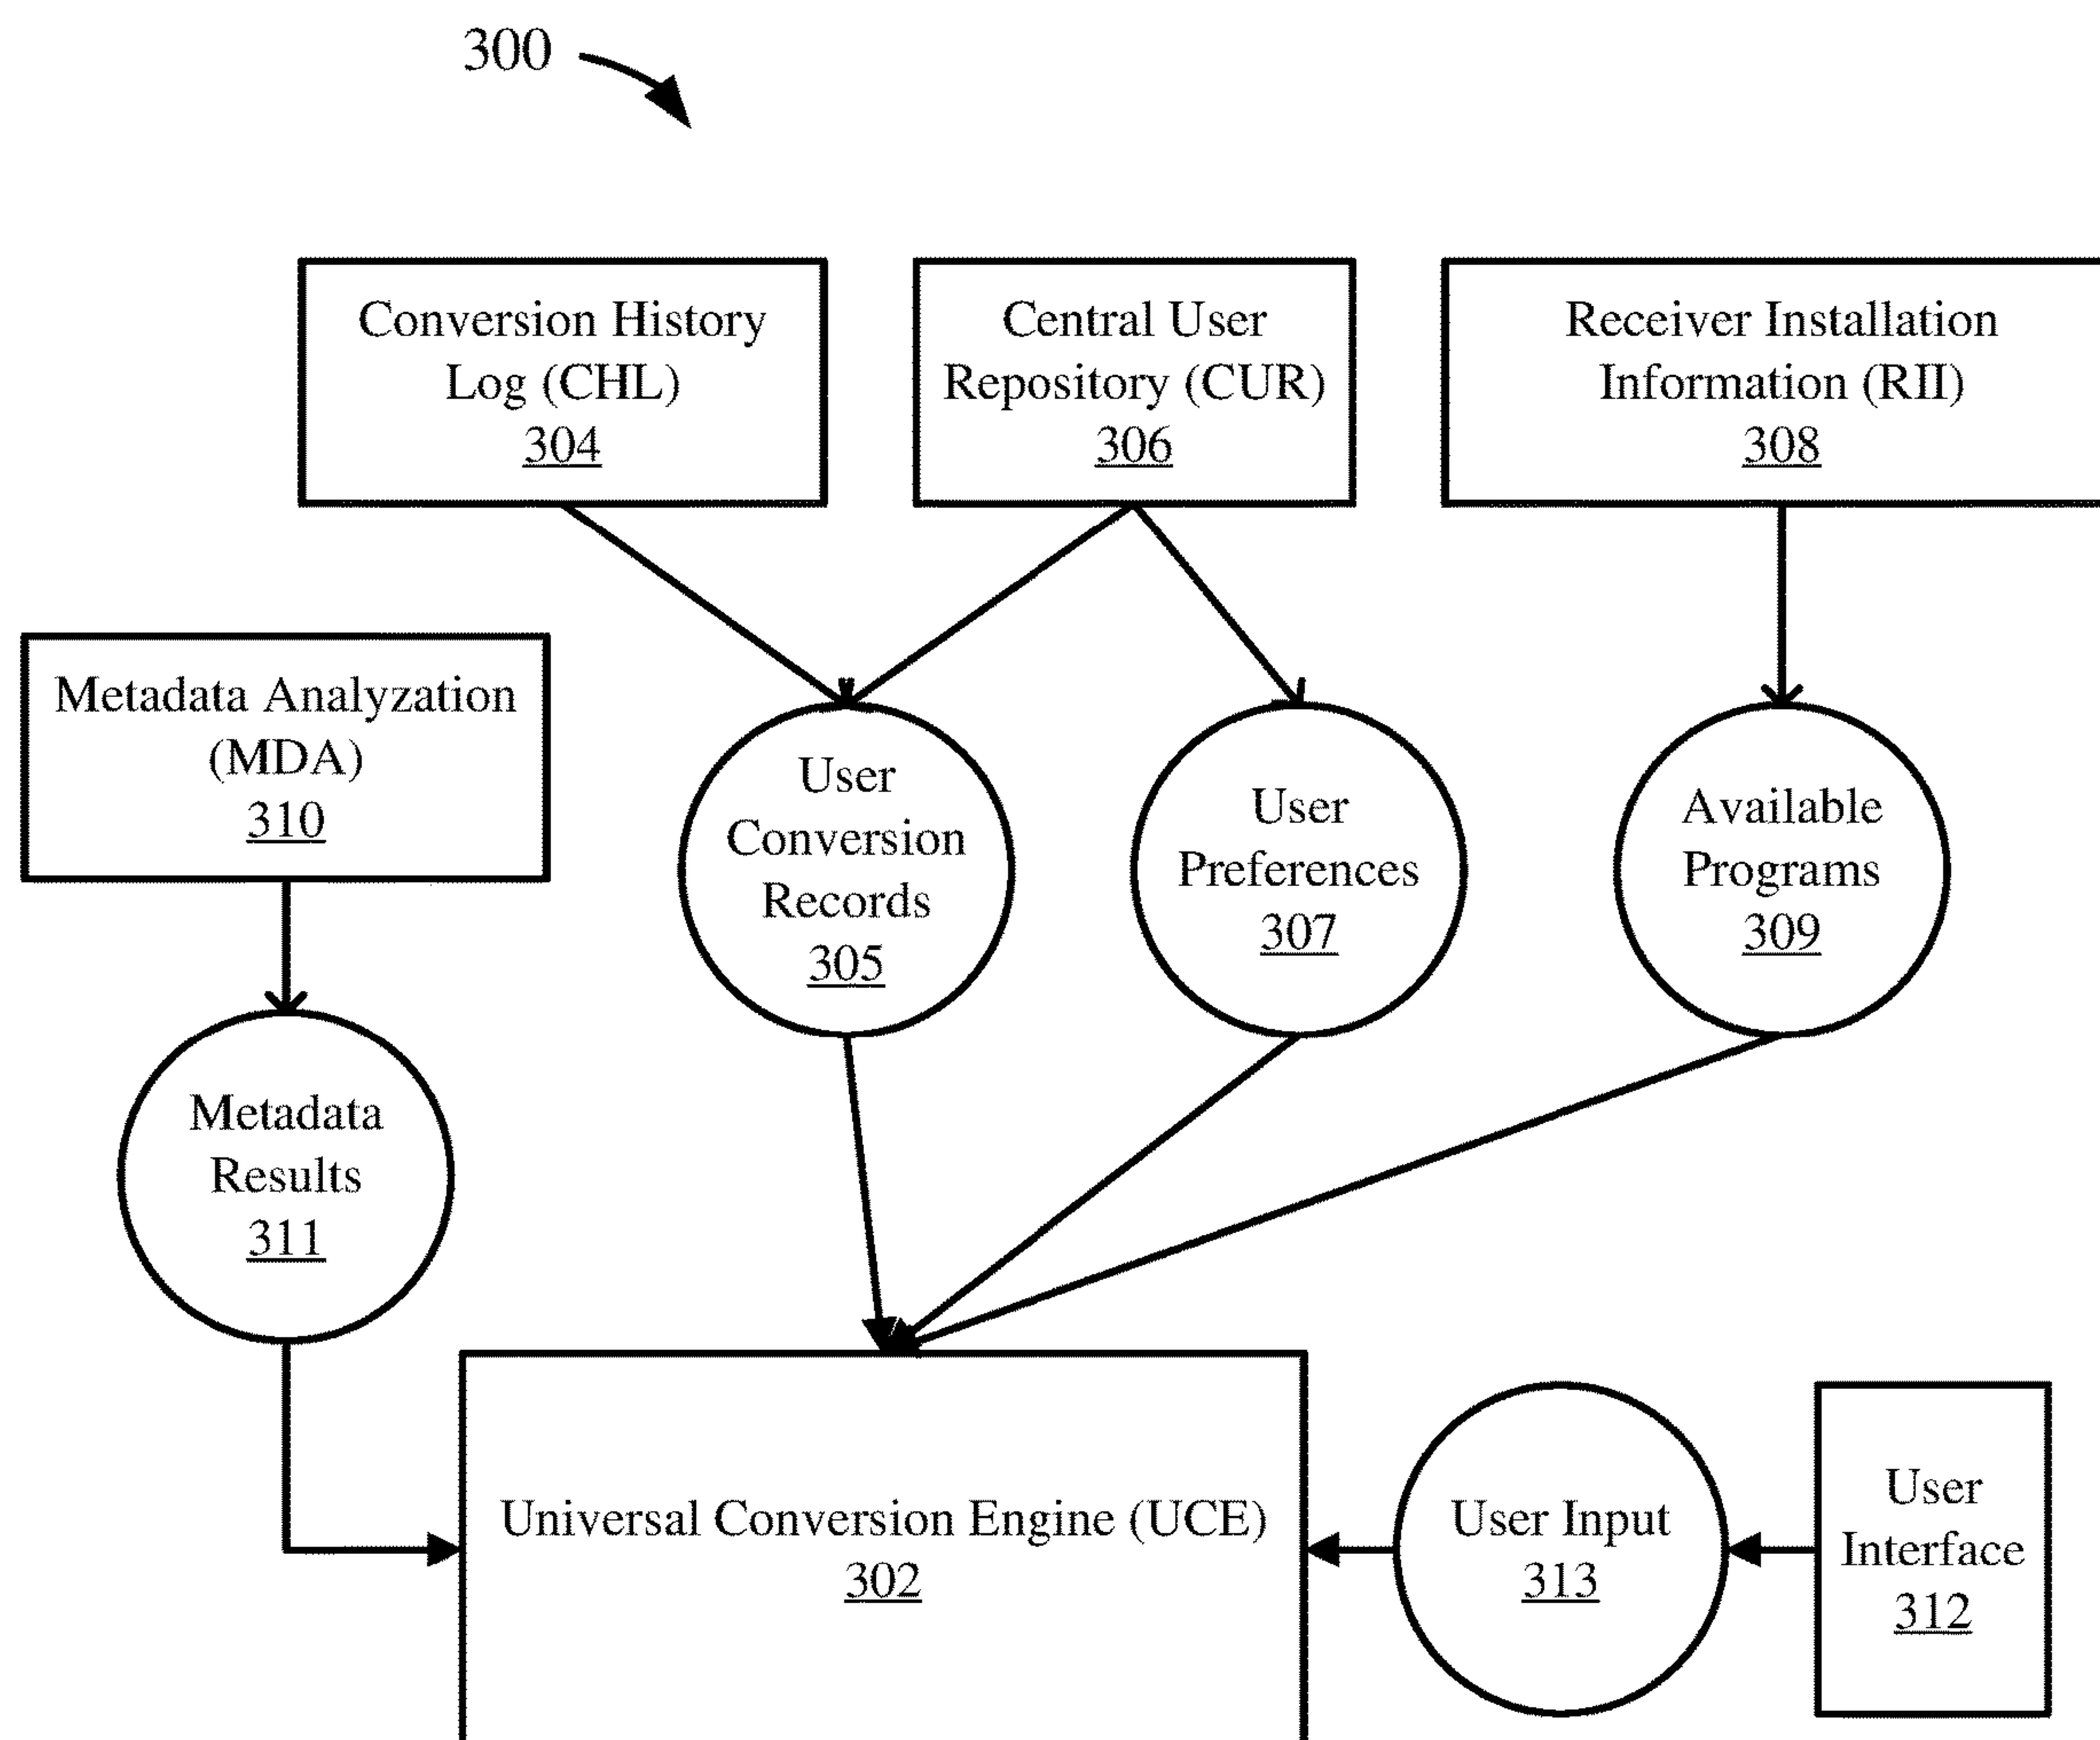 300
Conversion History
Log (CHL)
304
Central User
Repository (CUR)
306
Receiver Installation
Information (RII)
308
Metadata Analyzation
(MDA)
310
User
Conversion
Records
305
User
Preferences
307
Available
Programs
309
Metadata
Results
311
Universal Conversion Engine (UCE)
302
User Input
313
User
Interface
312